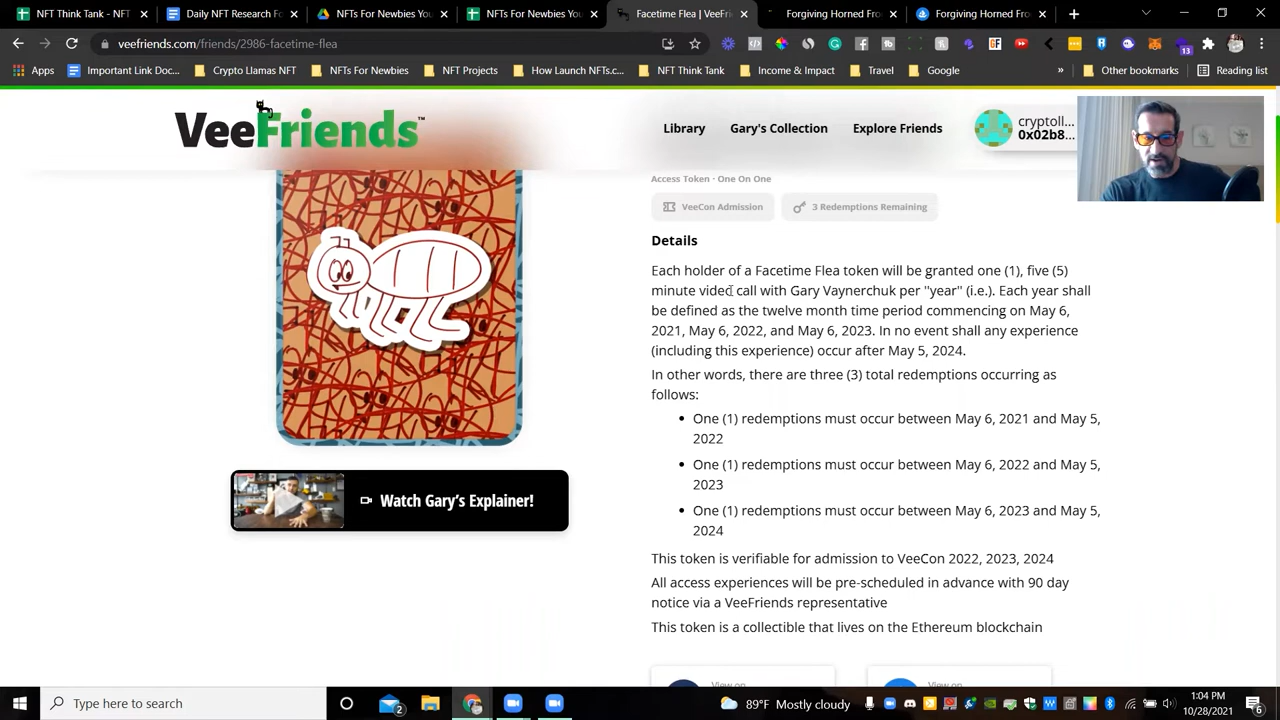 NFT Think Tank - NFT
Daily NFT Research Fo
NFTs For Newbies You
NFTs For Newbies You
Facetime Flea | VeeFri
Forgiving Horned Fro
Forgiving Horned Fro
veefriends.com/friends/2986-facetime-flea
13
Apps
Important Link Doc...
Crypto Llamas NFT
NFTs For Newbies
NFT Projects
How Launch NFTs.c...
NFT Think Tank
Income & Impact
Travel
Google
»
Other bookmarks
Reading list
VeeFriends™
Library
Gary's Collection
Explore Friends
cryptoll...
0x02b8...
Access Token · One On One
VeeCon Admission
3 Redemptions Remaining
Details
Each holder of a Facetime Flea token will be granted one (1), five (5)
minute video call with Gary Vaynerchuk per "year" (i.e.). Each year shall
be defined as the twelve month time period commencing on May 6,
2021, May 6, 2022, and May 6, 2023. In no event shall any experience
(including this experience) occur after May 5, 2024.
In other words, there are three (3) total redemptions occurring as
follows:
• One (1) redemptions must occur between May 6, 2021 and May 5,
2022
• One (1) redemptions must occur between May 6, 2022 and May 5,
2023
• One (1) redemptions must occur between May 6, 2023 and May 5,
2024
Watch Gary's Explainer!
This token is verifiable for admission to VeeCon 2022, 2023, 2024
All access experiences will be pre-scheduled in advance with 90 day
notice via a VeeFriends representative
This token is a collectible that lives on the Ethereum blockchain
View on
View on
Type here to search
2
89°F Mostly cloudy
1:04 PM
10/28/2021
6